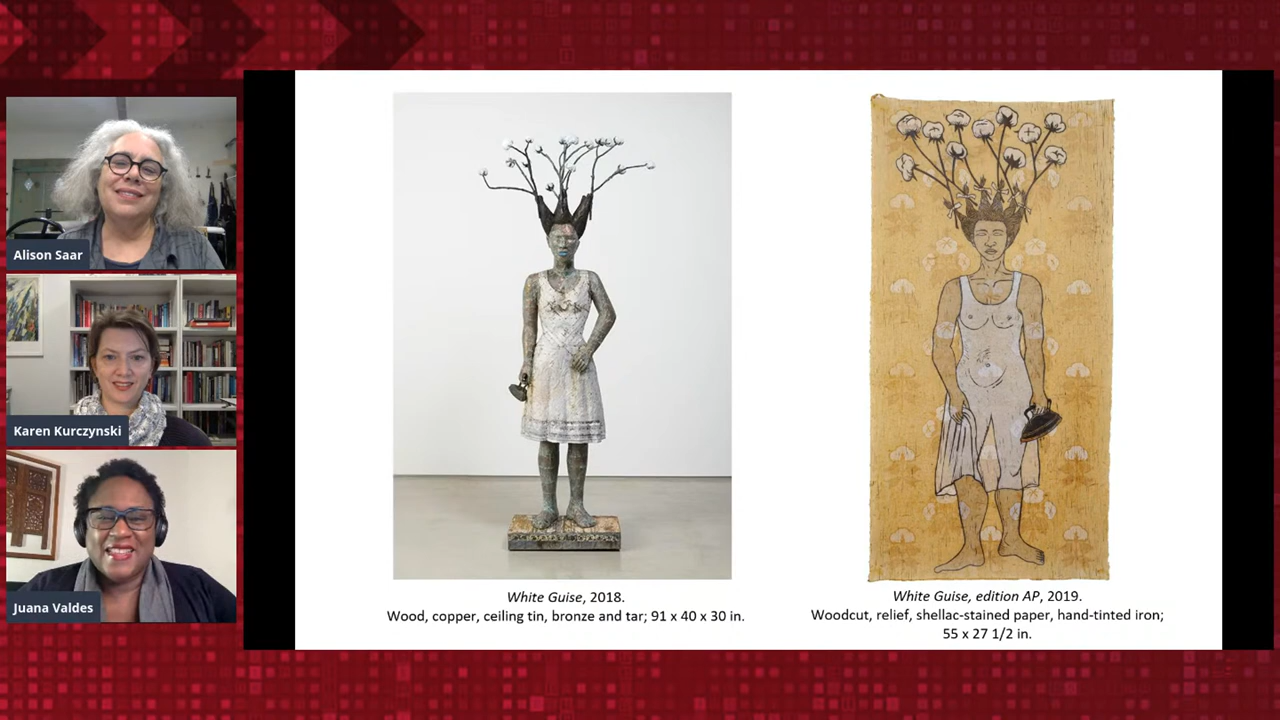 Alison Saar
Karen Kurczynski
Juana Valdes
White Guise, 2018.
Wood, copper, ceiling tin, bronze and tar; 91 x 40 x 30 in.
White Guise, edition AP, 2019.
Woodcut, relief, shellac-stained paper, hand-tinted iron;
55 x 27 1/2 in.